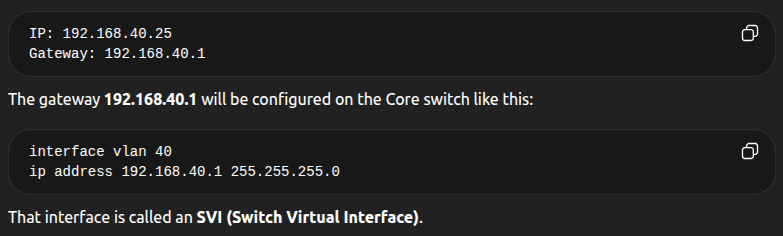 IP: 192.168.40.25
Gateway: 192.168.40.1
The gateway 192.168.40.1 will be configured on the Core switch like this:
interface vlan 40
ip address 192.168.40.1 255.255.255.0
That interface is called an SVI (Switch Virtual Interface).